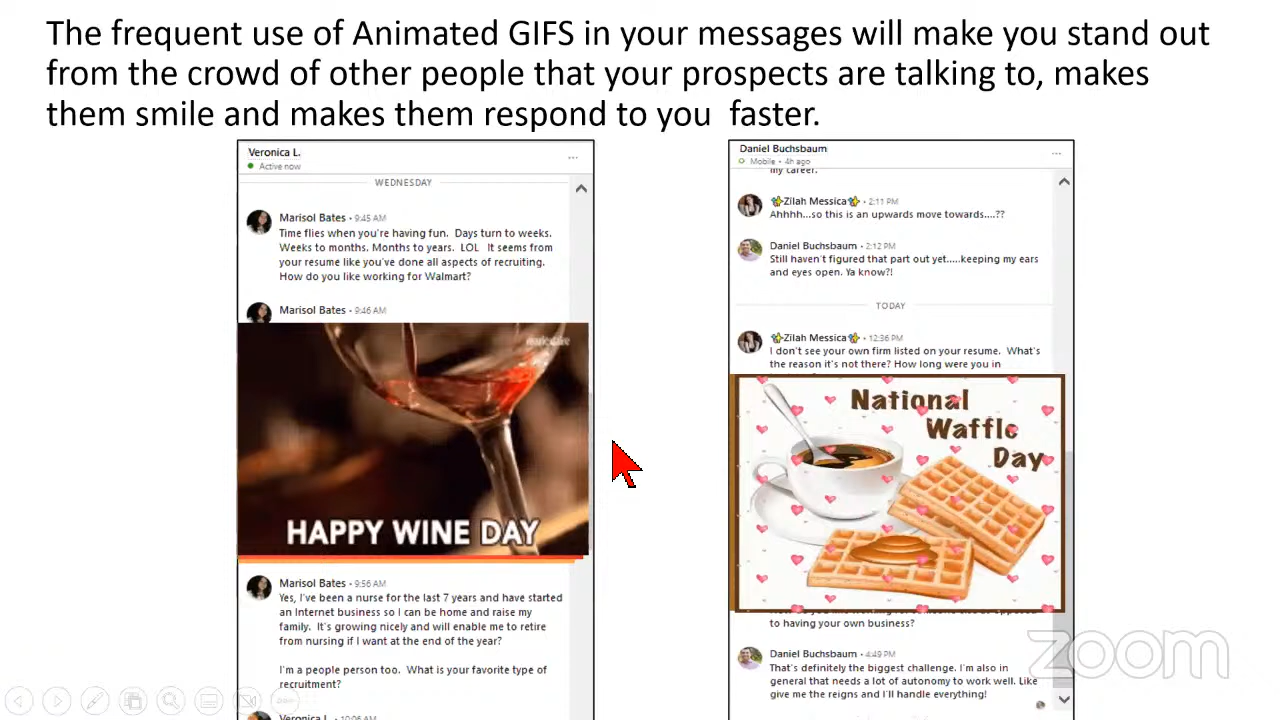 The frequent use of Animated GIFS in your messages will make you stand out
from the crowd of other people that your prospects are talking to, makes
them smile and makes them respond to you  faster.
Veronica L.
Active now
WEDNESDAY
Marisol Bates • 9:45 AM
Time flies when you're having fun.  Days turn to weeks.
Weeks to months. Months to years.  LOL  It seems from
your resume like you've done all aspects of recruiting.
How do you like working for Walmart?
Marisol Bates • 9:46 AM
HAPPY WINE DAY
Marisol Bates • 9:56 AM
Yes, I've been a nurse for the last 7 years and have started
an Internet business so I can be home and raise my
family.  It's growing nicely and will enable me to retire
from nursing if I want at the end of the year?
I'm a people person too.  What is your favorite type of
recruitment?
Veronica L. • 10:06 AM
Daniel Buchsbaum
Mobile • 4h ago
my career.
Zilah Messica • 2:11 PM
Ahhhh...so this is an upwards move towards....??
Daniel Buchsbaum • 2:12 PM
Still haven't figured that part out yet.....keeping my ears
and eyes open. Ya know?!
TODAY
Zilah Messica • 12:36 PM
I don't see your own firm listed on your resume.  What's
the reason it's not there? How long were you in
National
Waffle
Day
to having your own business?
Daniel Buchsbaum • 4:49 PM
That's definitely the biggest challenge. I'm also in
general that needs a lot of autonomy to work well. Like
give me the reigns and I'll handle everything!
zoom